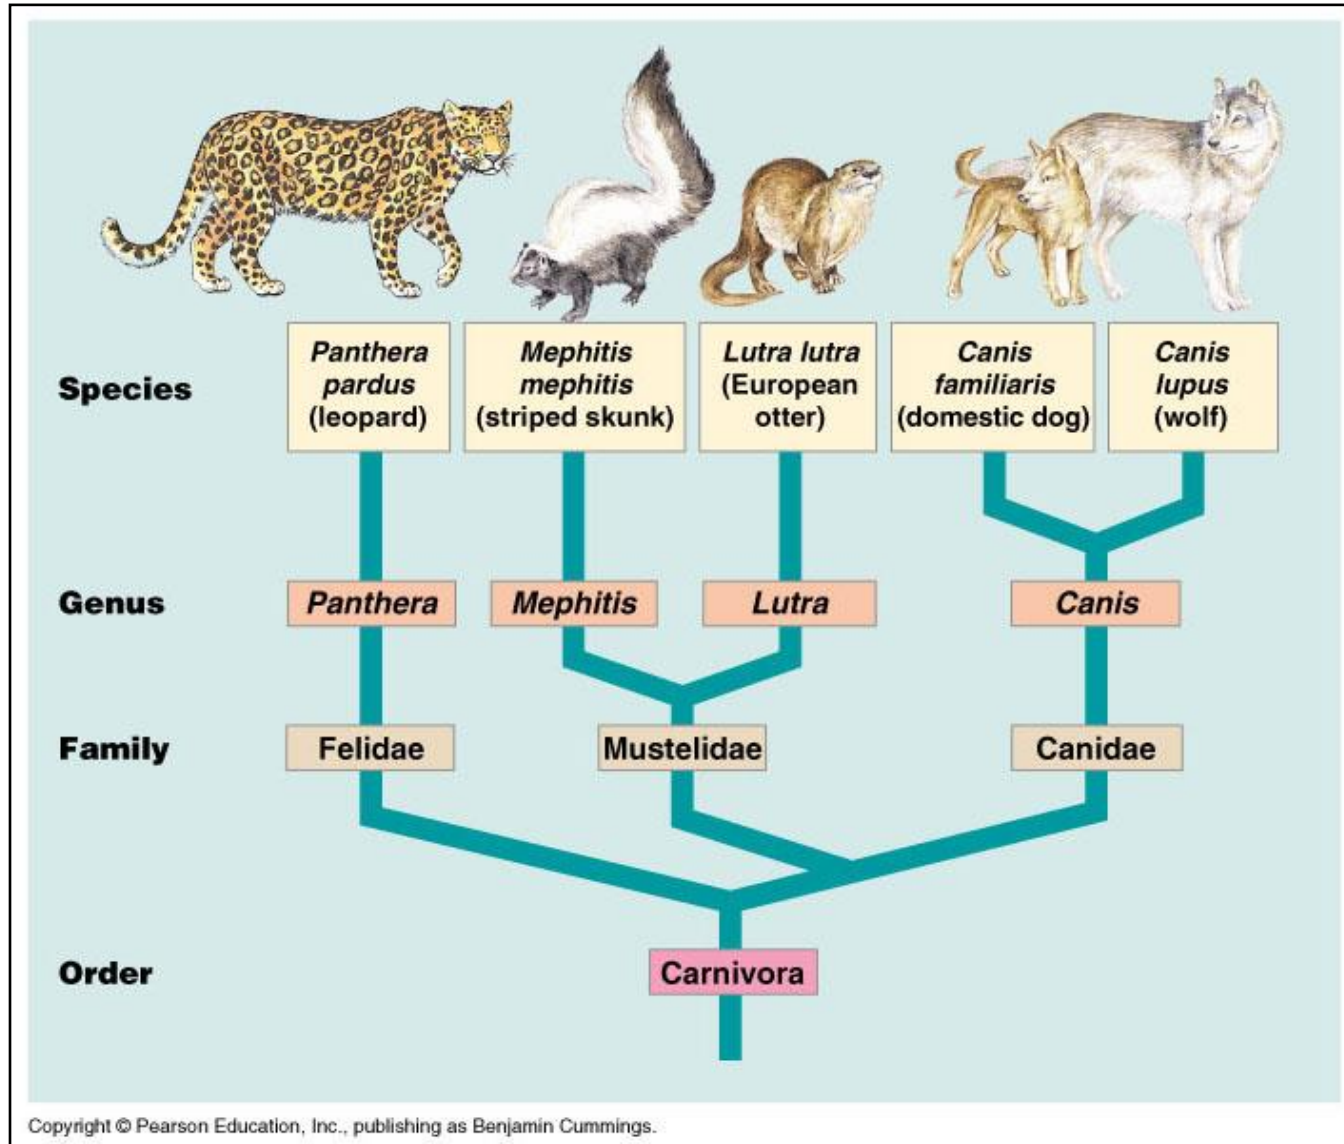 Species
Panthera
pardus
(leopard)
Mephitis
mephitis
(striped skunk)
Lutra lutra
(European
otter)
Canis
familiaris
(domestic dog)
Canis
lupus
(wolf)
Genus
Panthera
Mephitis
Lutra
Canis
Family
Felidae
Mustelidae
Canidae
Order
Carnivora
Copyright © Pearson Education, Inc., publishing as Benjamin Cummings.